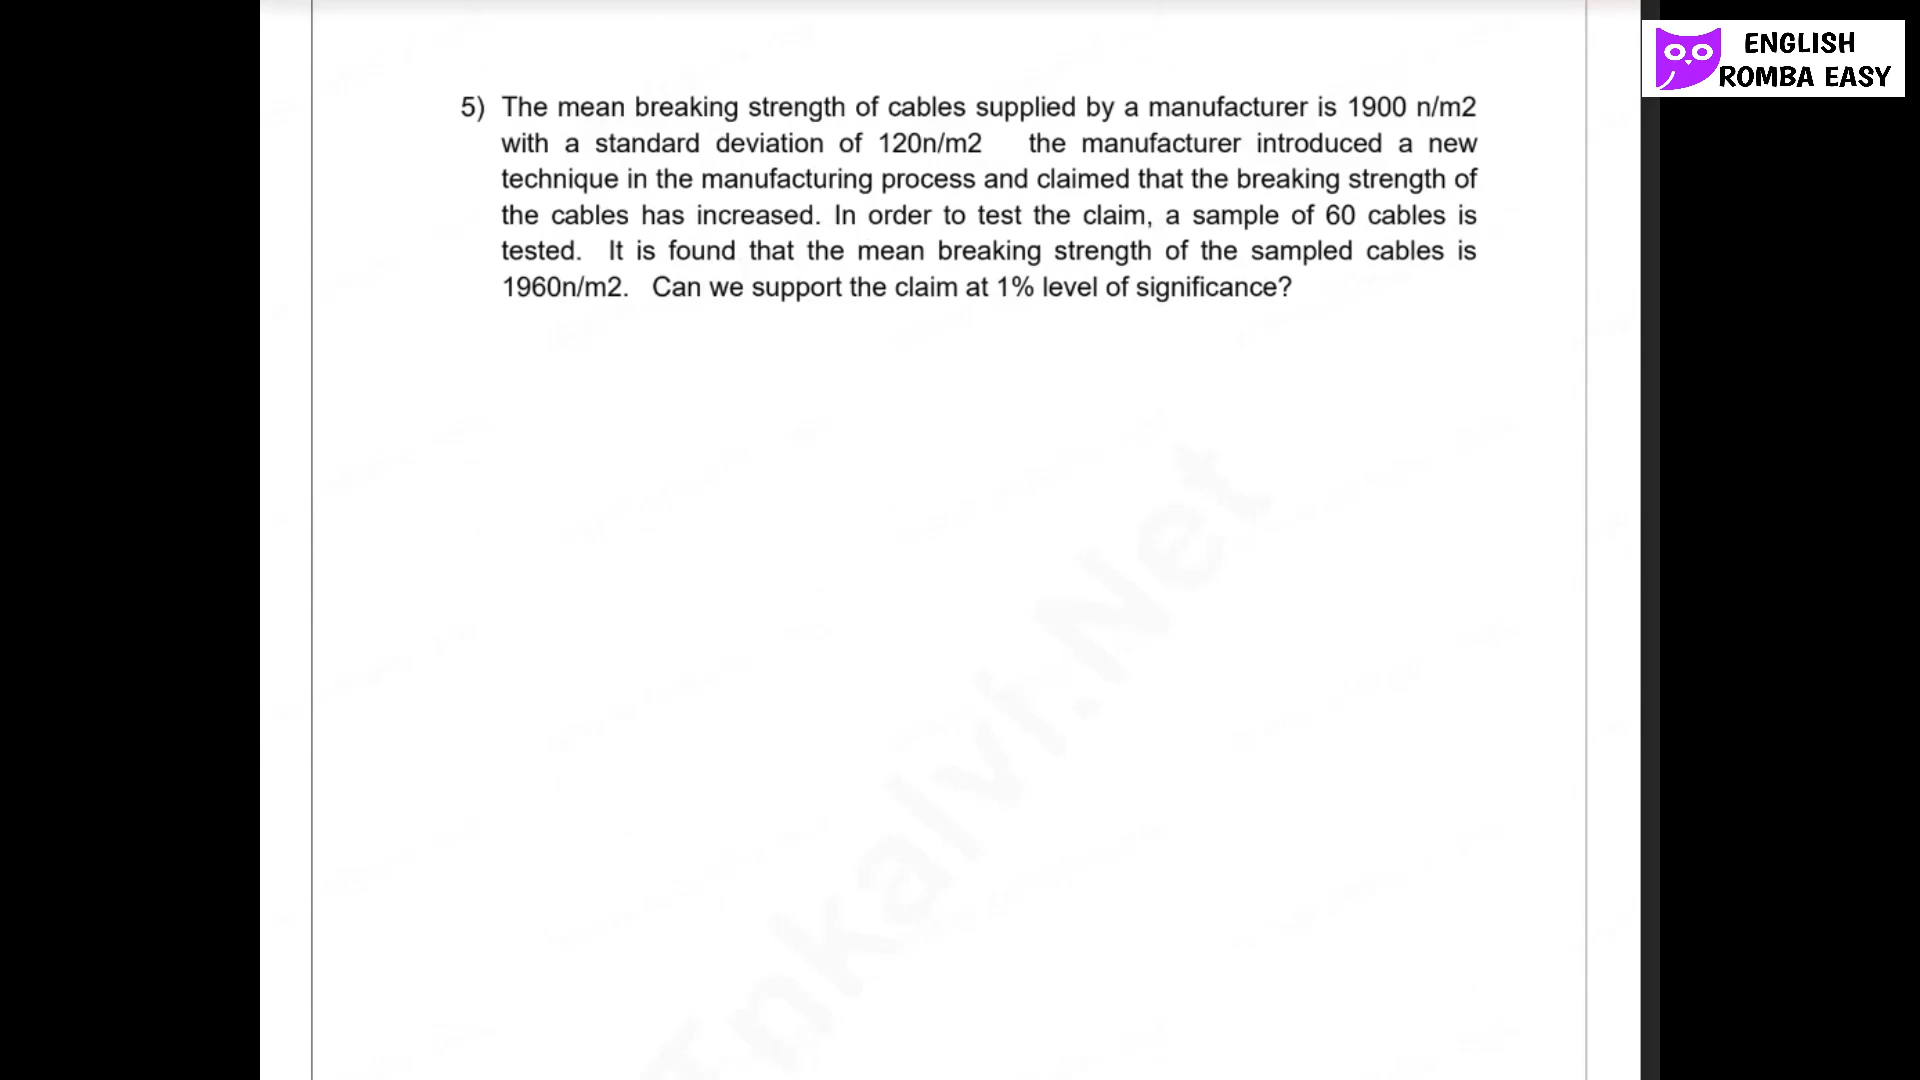 ENGLISH
ROMBA EASY
5) The mean breaking strength of cables supplied by a manufacturer is 1900 n/m2
with a standard deviation of 120n/m2 the manufacturer introduced a new
technique in the manufacturing process and claimed that the breaking strength of
the cables has increased. In order to test the claim, a sample of 60 cables is
tested. It is found that the mean breaking strength of the sampled cables is
1960n/m2. Can we support the claim at 1% level of significance?
Tnkalvi.Net